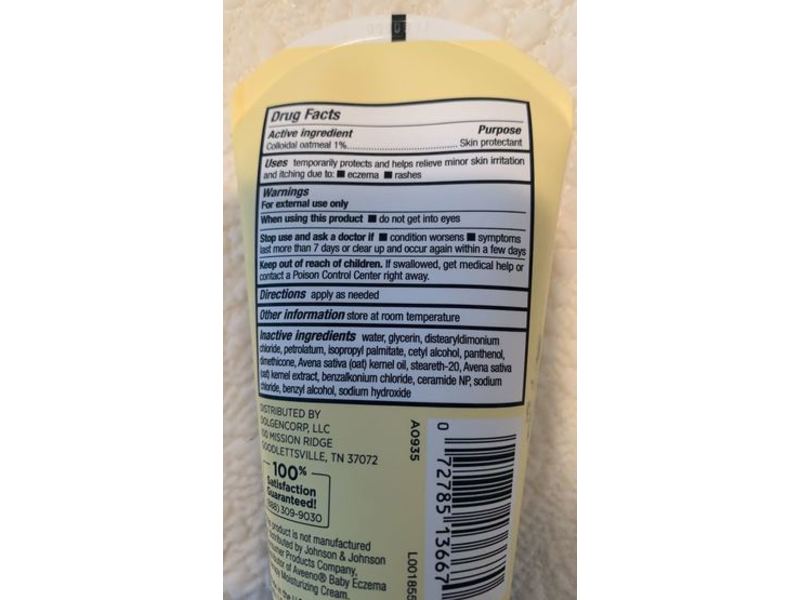 Drug Facts
Active ingredient Purpose
Colloidal oatmeal 1%............................Skin protectant
Uses temporarily protects and helps relieve minor skin irritation
and itching due to: ■ eczema ■ rashes
Warnings
For external use only
When using this product ■ do not get into eyes
Stop use and ask a doctor if ■ condition worsens ■ symptoms
last more than 7 days or clear up and occur again within a few days
Keep out of reach of children. If swallowed, get medical help or
contact a Poison Control Center right away.
Directions apply as needed
Other information store at room temperature
Inactive ingredients water, glycerin, distearyldimonium
chloride, petrolatum, isopropyl palmitate, cetyl alcohol, panthenol,
dimethicone, Avena sativa (oat) kernel oil, steareth-20, Avena sativa
(oat) kernel extract, benzalkonium chloride, ceramide NP, sodium
chloride, benzyl alcohol, sodium hydroxide
DISTRIBUTED BY
DOLGENCORP, LLC
MISSION RIDGE
GOODLETTSVILLE, TN 37072
100%
Satisfaction
Guaranteed!
309-9030
product is not manufactured
by Johnson & Johnson
Products Company,
of Aveeno® Baby Eczema
Moisturizing Cream.
in the
A0935
0 72785 13667
L00185